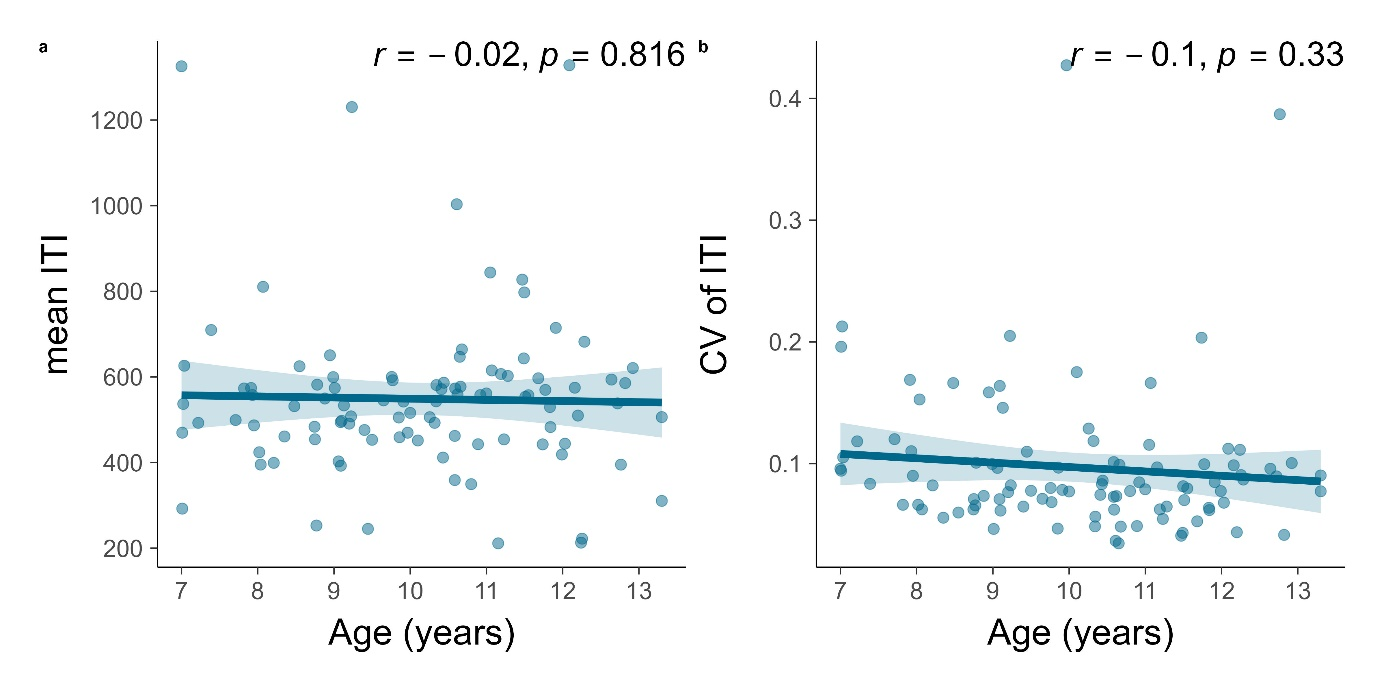 a
r = − 0.02, p = 0.816
mean ITI
1200
1000
800
600
400
200
7 8 9 10 11 12 13
Age (years)
b
r = − 0.1, p = 0.33
CV of ITI
0.4
0.3
0.2
0.1
7 8 9 10 11 12 13
Age (years)